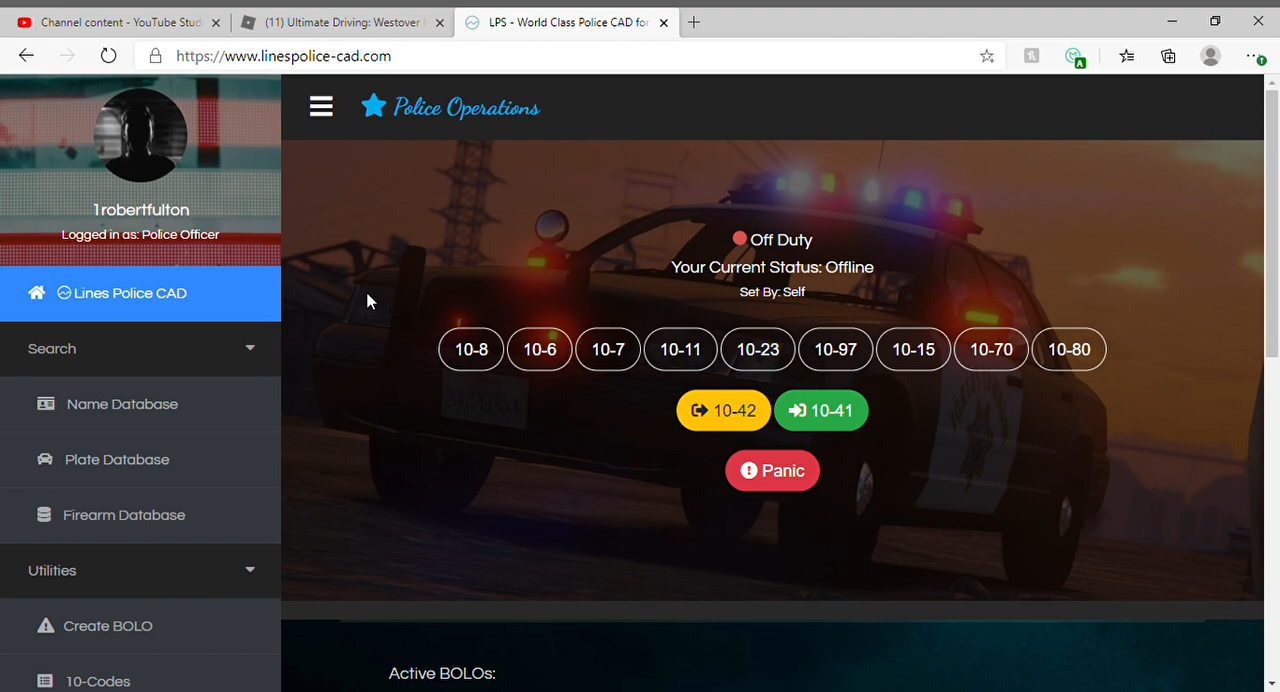 Channel content - YouTube Stud
(11) Ultimate Driving: Westover
LPS - World Class Police CAD for
https://www.linespolice-cad.com
A
1robertfulton
Logged in as: Police Officer
Lines Police CAD
Search
Name Database
Plate Database
Firearm Database
Utilities
Create BOLO
10-Codes
Police Operations
Off Duty
Your Current Status: Offline
Set By: Self
10-8 10-6 10-7 10-11 10-23 10-97 10-15 10-70 10-80
10-42 10-41
Panic
Active BOLOs: